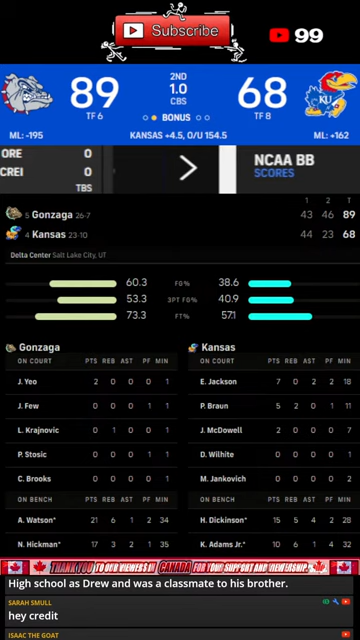 Subscribe
99
89
68
2ND
1.0
CBS
BONUS
TF 6
TF 8
KU
ML: -195
KANSAS +4.5, O/U 154.5
ML: +162
ORE 0
CREI 0
TBS
NCAA BB
SCORES
1 2 T
5 Gonzaga 26-7 43 46 89
4 Kansas 23-10 44 23 68
Delta Center Salt Lake City, UT
60.3 FG% 38.6
53.3 3PT FG% 40.9
73.3 FT% 57.1
Gonzaga
Kansas
ON COURT PTS REB AST PF MIN
ON COURT PTS REB AST PF MIN
J. Yeo 2 0 0 0 1
E. Jackson 7 0 2 2 18
J. Few 0 0 0 1 1
P. Braun 5 2 0 1 11
L. Krajnovic 0 1 0 0 1
J. McDowell 2 0 0 0 7
P. Stosic 0 0 0 1 1
D. Wilhite 0 0 0 0 1
C. Brooks 0 0 0 0 1
M. Jankovich 0 0 0 0 2
ON BENCH PTS REB AST PF MIN
ON BENCH PTS REB AST PF MIN
A. Watson* 21 6 1 2 34
H. Dickinson* 15 5 4 2 28
N. Hickman* 17 3 2 1 35
K. Adams Jr.* 10 6 1 4 32
THANK YOU TO OUR VIEWERS IN CANADA FOR YOUR SUPPORT AND VIEWERSHIP.
High school as Drew and was a classmate to his brother.
SARAH SMULL
hey credit
ISAAC THE GOAT